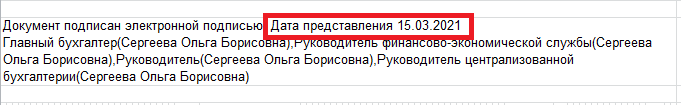 Документ подписан электронной подписью. Дата представления 15.03.2021
Главный бухгалтер(Сергеева Ольга Борисовна),Руководитель финансово-экономической службы(Сергеева
Ольга Борисовна),Руководитель(Сергеева Ольга Борисовна),Руководитель централизованной
бухгалтерии(Сергеева Ольга Борисовна)